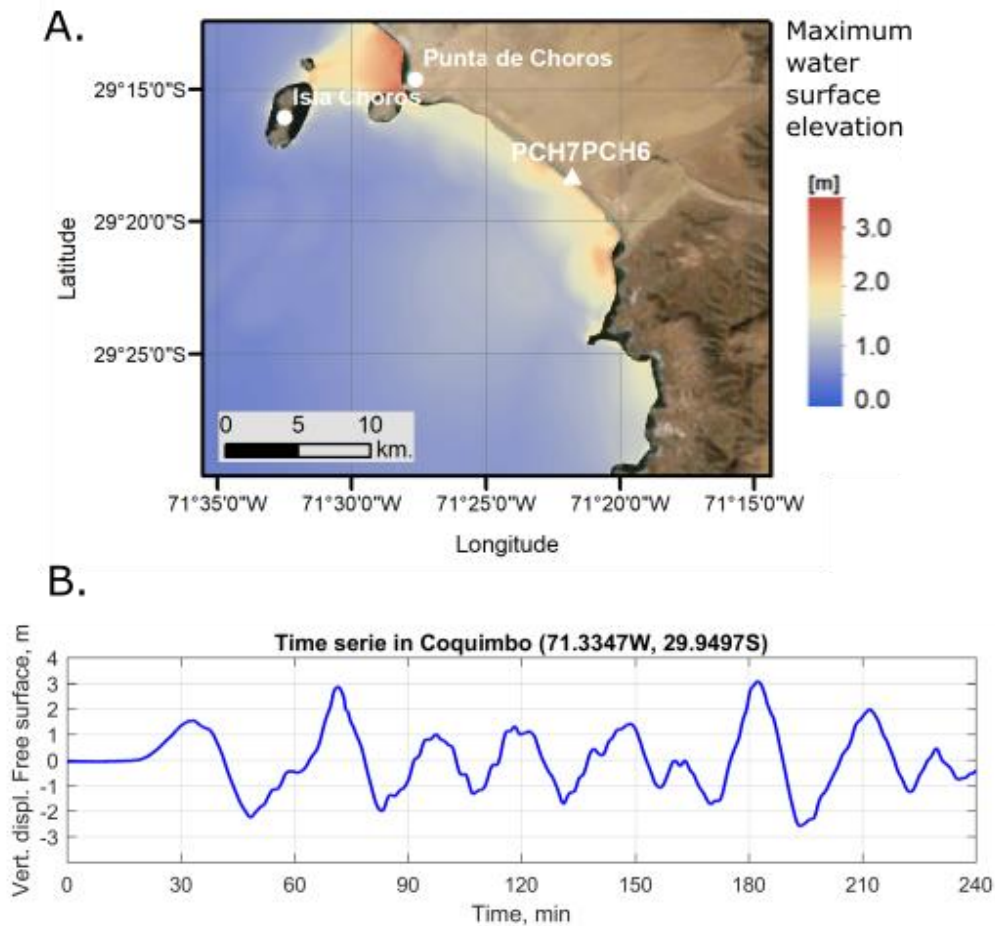 A.
Maximum
water
surface
elevation
Punta de Choros
Isla Choros
PCH7PCH6
29°15'0"S
29°20'0"S
29°25'0"S
Latitude
[m]
3.0
2.0
1.0
0.0
0 5 10
km.
71°35'0"W 71°30'0"W 71°25'0"W 71°20'0"W 71°15'0"W
Longitude
B.
Time serie in Coquimbo (71.3347W, 29.9497S)
Vert. displ. Free surface, m
4
3
2
1
0
-1
-2
-3
0 30 60 90 120 150 180 210 240
Time, min